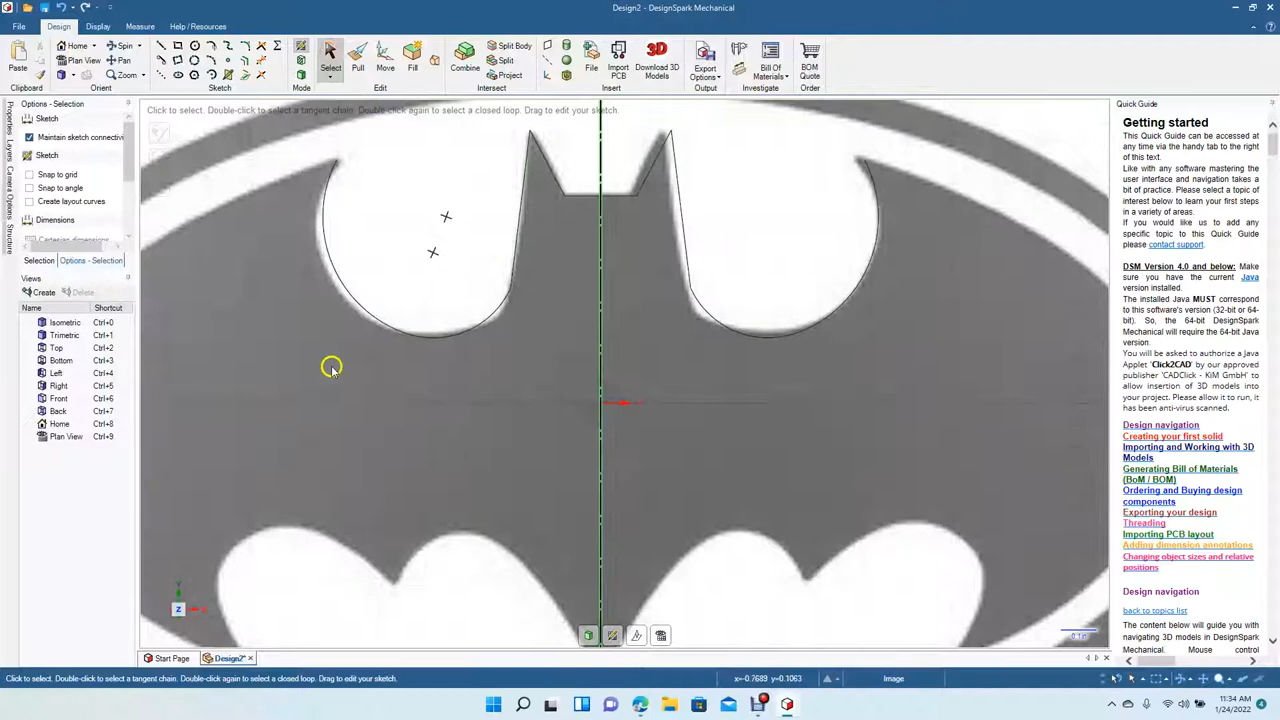 Design2 - DesignSpark Mechanical
File Design Display Measure Help / Resources
Home Spin
Plan View Pan
Zoom
Paste
Select Pull Move Fill
Combine
Split Body
Split
Project
File Import PCB Download 3D Models
Export Options
Bill Of Materials
BOM Quote
Clipboard Orient Sketch Mode Edit Intersect Insert Output Investigate Order
Options - Selection
Sketch
Maintain sketch connectivi
Sketch
Snap to grid
Snap to angle
Create layout curves
Dimensions
Cartesian dimensions
Selection Options - Selection
Views
Create Delete
Name Shortcut
Isometric Ctrl+0
Trimetric Ctrl+1
Top Ctrl+2
Bottom Ctrl+3
Left Ctrl+4
Right Ctrl+5
Front Ctrl+6
Back Ctrl+7
Home Ctrl+8
Plan View Ctrl+9
Properties Layers Camera Options Structure
Click to select. Double-click to select a tangent chain. Double-click again to select a closed loop. Drag to edit your sketch.
Y
Z X
0.1in
Quick Guide
Getting started
This Quick Guide can be accessed at
any time via the handy tab to the right
of this text.
Like with any software mastering the
user interface and navigation takes a
bit of practice. Please select a topic of
interest below to learn your first steps
in a variety of areas.
If you would like us to add any
specific topic to this Quick Guide
please contact support.
DSM Version 4.0 and below: Make
sure you have the current Java
version installed.
The installed Java MUST correspond
to this software's version (32-bit or 64-
bit). So, the 64-bit DesignSpark
Mechanical will require the 64-bit Java
version.
You will be asked to authorize a Java
Applet 'Click2CAD' by our approved
publisher 'CADClick - KiM GmbH' to
allow insertion of 3D models into
your project. Please allow it to run, it
has been anti-virus scanned.
Design navigation
Creating your first solid
Importing and Working with 3D
Models
Generating Bill of Materials
(BoM / BOM)
Ordering and Buying design
components
Exporting your design
Threading
Importing PCB layout
Adding dimension annotations
Changing object sizes and relative
positions
Design navigation
back to topics list
The content below will guide you with
navigating 3D models in DesignSpark
Mechanical. Mouse control
Start Page Design2*
Click to select. Double-click to select a tangent chain. Double-click again to select a closed loop. Drag to edit your sketch.
x=-0.7689 y=0.1063
Image
11:34 AM
1/24/2022